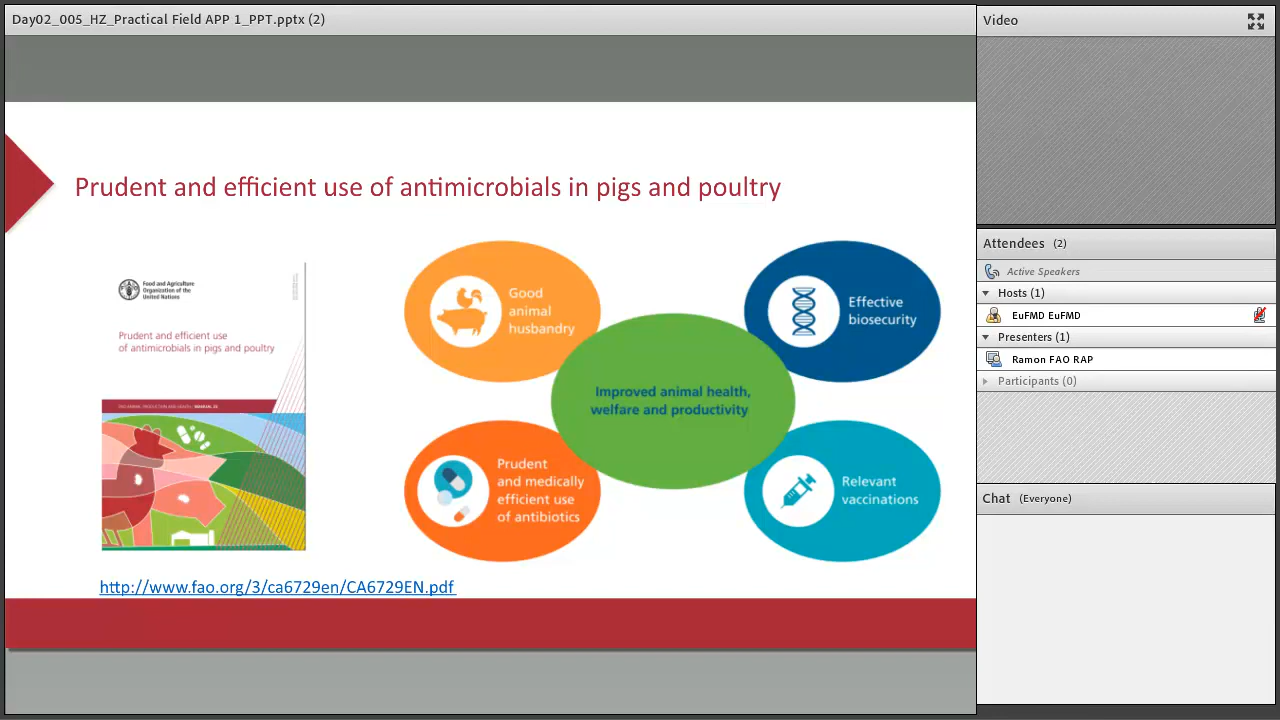 Day02_005_HZ_Practical Field APP 1_PPT.pptx (2)
Prudent and efficient use of antimicrobials in pigs and poultry
Food and Agriculture
Organization of the
United Nations
Prudent and efficient use
of antimicrobials in pigs and poultry
Good
animal
husbandry
Effective
biosecurity
Improved animal health,
welfare and productivity
Prudent
and medically
efficient use
of antibiotics
Relevant
vaccinations
http://www.fao.org/3/ca6729en/CA6729EN.pdf
Video
Attendees (2)
Active Speakers
Hosts (1)
EuFMD EuFMD
Presenters (1)
Ramon FAO RAP
Participants (0)
Chat (Everyone)